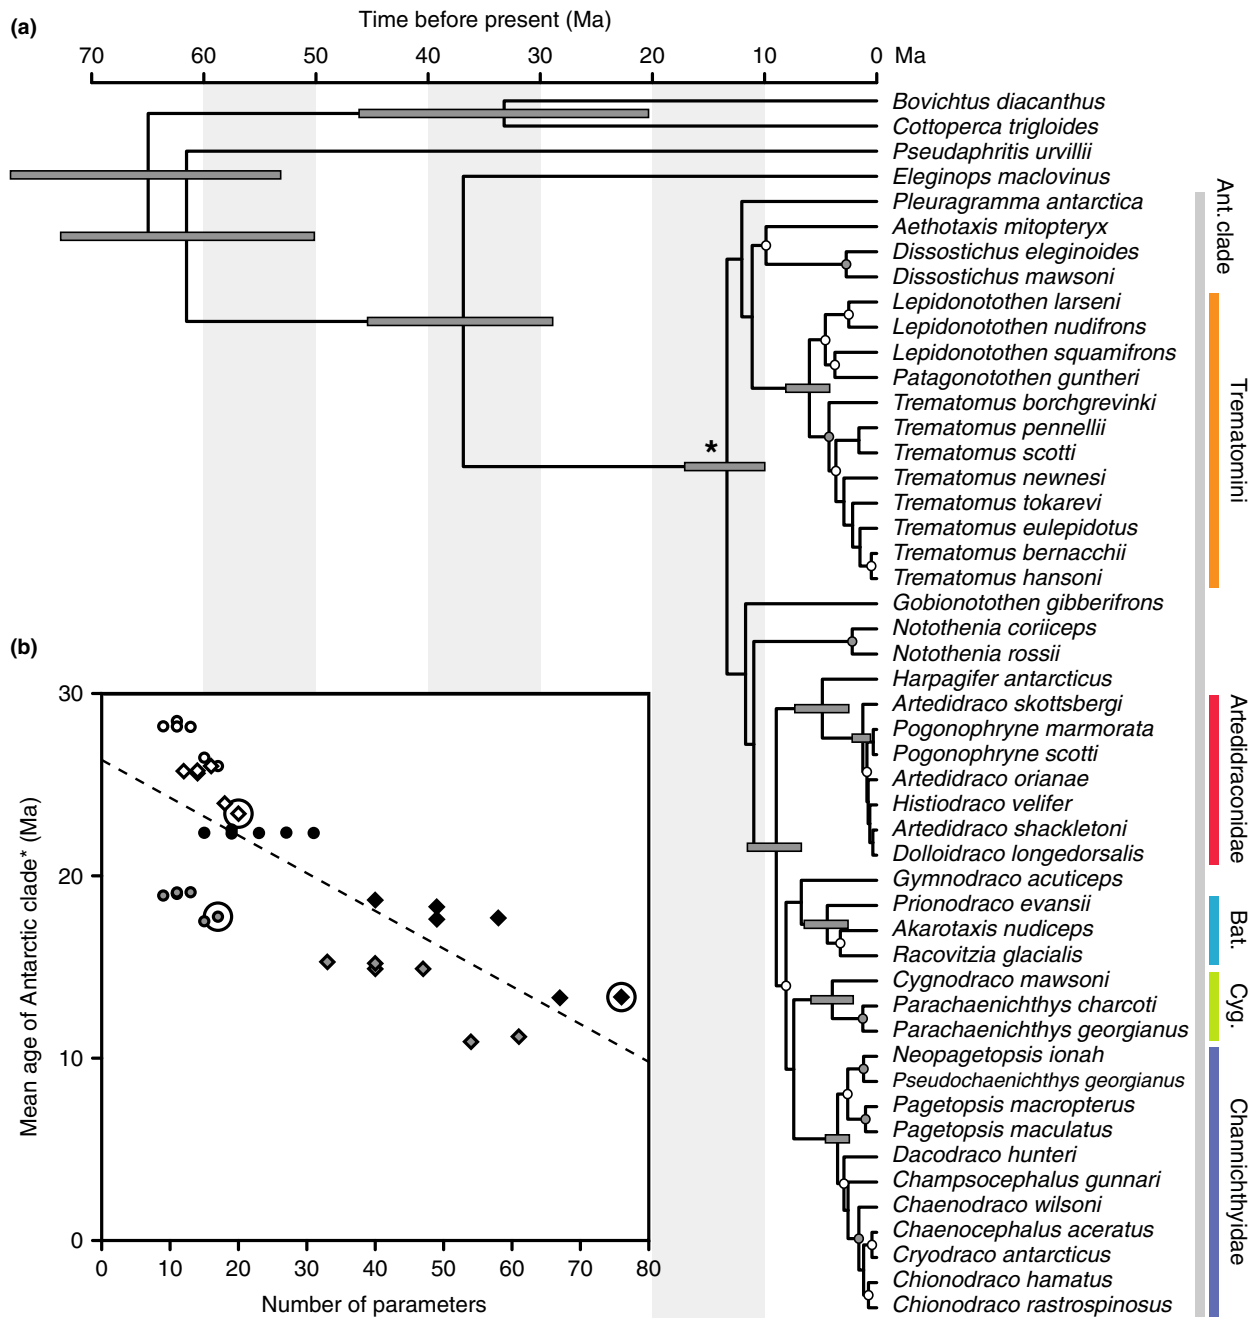 (a)
Time before present (Ma)
70 60 50 40 30 20 10 0 Ma
Bovichtus diacanthus
Cottoperca trigloides
Pseudaphritis urvillii
Eleginops maclovinus
Pleuragramma antarctica
Aethotaxis mitopteryx
Dissostichus eleginoides
Dissostichus mawsoni
Lepidonotothen larseni
Lepidonotothen nudifrons
Lepidonotothen squamifrons
Patagonotothen guntheri
Trematomus borchgrevinki
Trematomus pennellii
Trematomus scotti
Trematomus newnesi
Trematomus tokarevi
Trematomus eulepidotus
Trematomus bernacchii
Trematomus hansoni
Gobionotothen gibberifrons
Notothenia coriiceps
Notothenia rossii
Harpagifer antarcticus
Artedidraco skottsbergi
Pogonophryne marmorata
Pogonophryne scotti
Artedidraco orianae
Histiodraco velifer
Artedidraco shackletoni
Dolloidraco longedorsalis
Gymnodraco acuticeps
Prionodraco evansii
Akarotaxis nudiceps
Racovitzia glacialis
Cygnodraco mawsoni
Parachaenichthys charcoti
Parachaenichthys georgianus
Neopagetopsis ionah
Pseudochaenichthys georgianus
Pagetopsis macropterus
Pagetopsis maculatus
Dacodraco hunteri
Champsocephalus gunnari
Chaenodraco wilsoni
Chaenocephalus aceratus
Cryodraco antarcticus
Chionodraco hamatus
Chionodraco rastrospinosus
Ant. clade
Trematomini
Artedidraconidae
Bat.
Cyg.
Channichthyidae
*
(b)
Mean age of Antarctic clade* (Ma)
30
20
10
0
0 10 20 30 40 50 60 70 80
Number of parameters